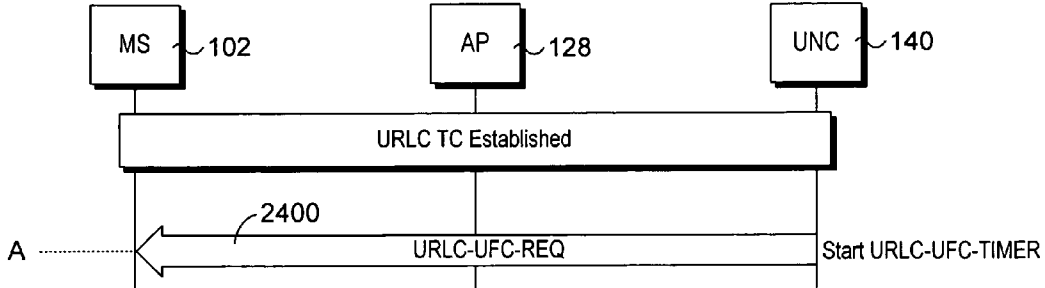 MS 102 AP 128 UNC 140
URLC TC Established
2400
A URLC-UFC-REQ Start URLC-UFC-TIMER